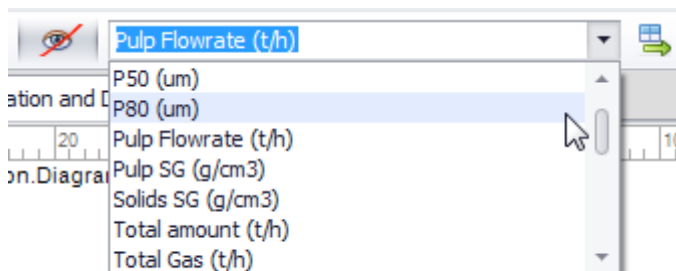 Pulp Flowrate (t/h)
P50 (um)
ation and D
P80 (um)
20
Pulp Flowrate (t/h)
on.Diagra
Pulp SG (g/cm3)
Solids SG (g/cm3)
Total amount (t/h)
Total Gas (t/h)